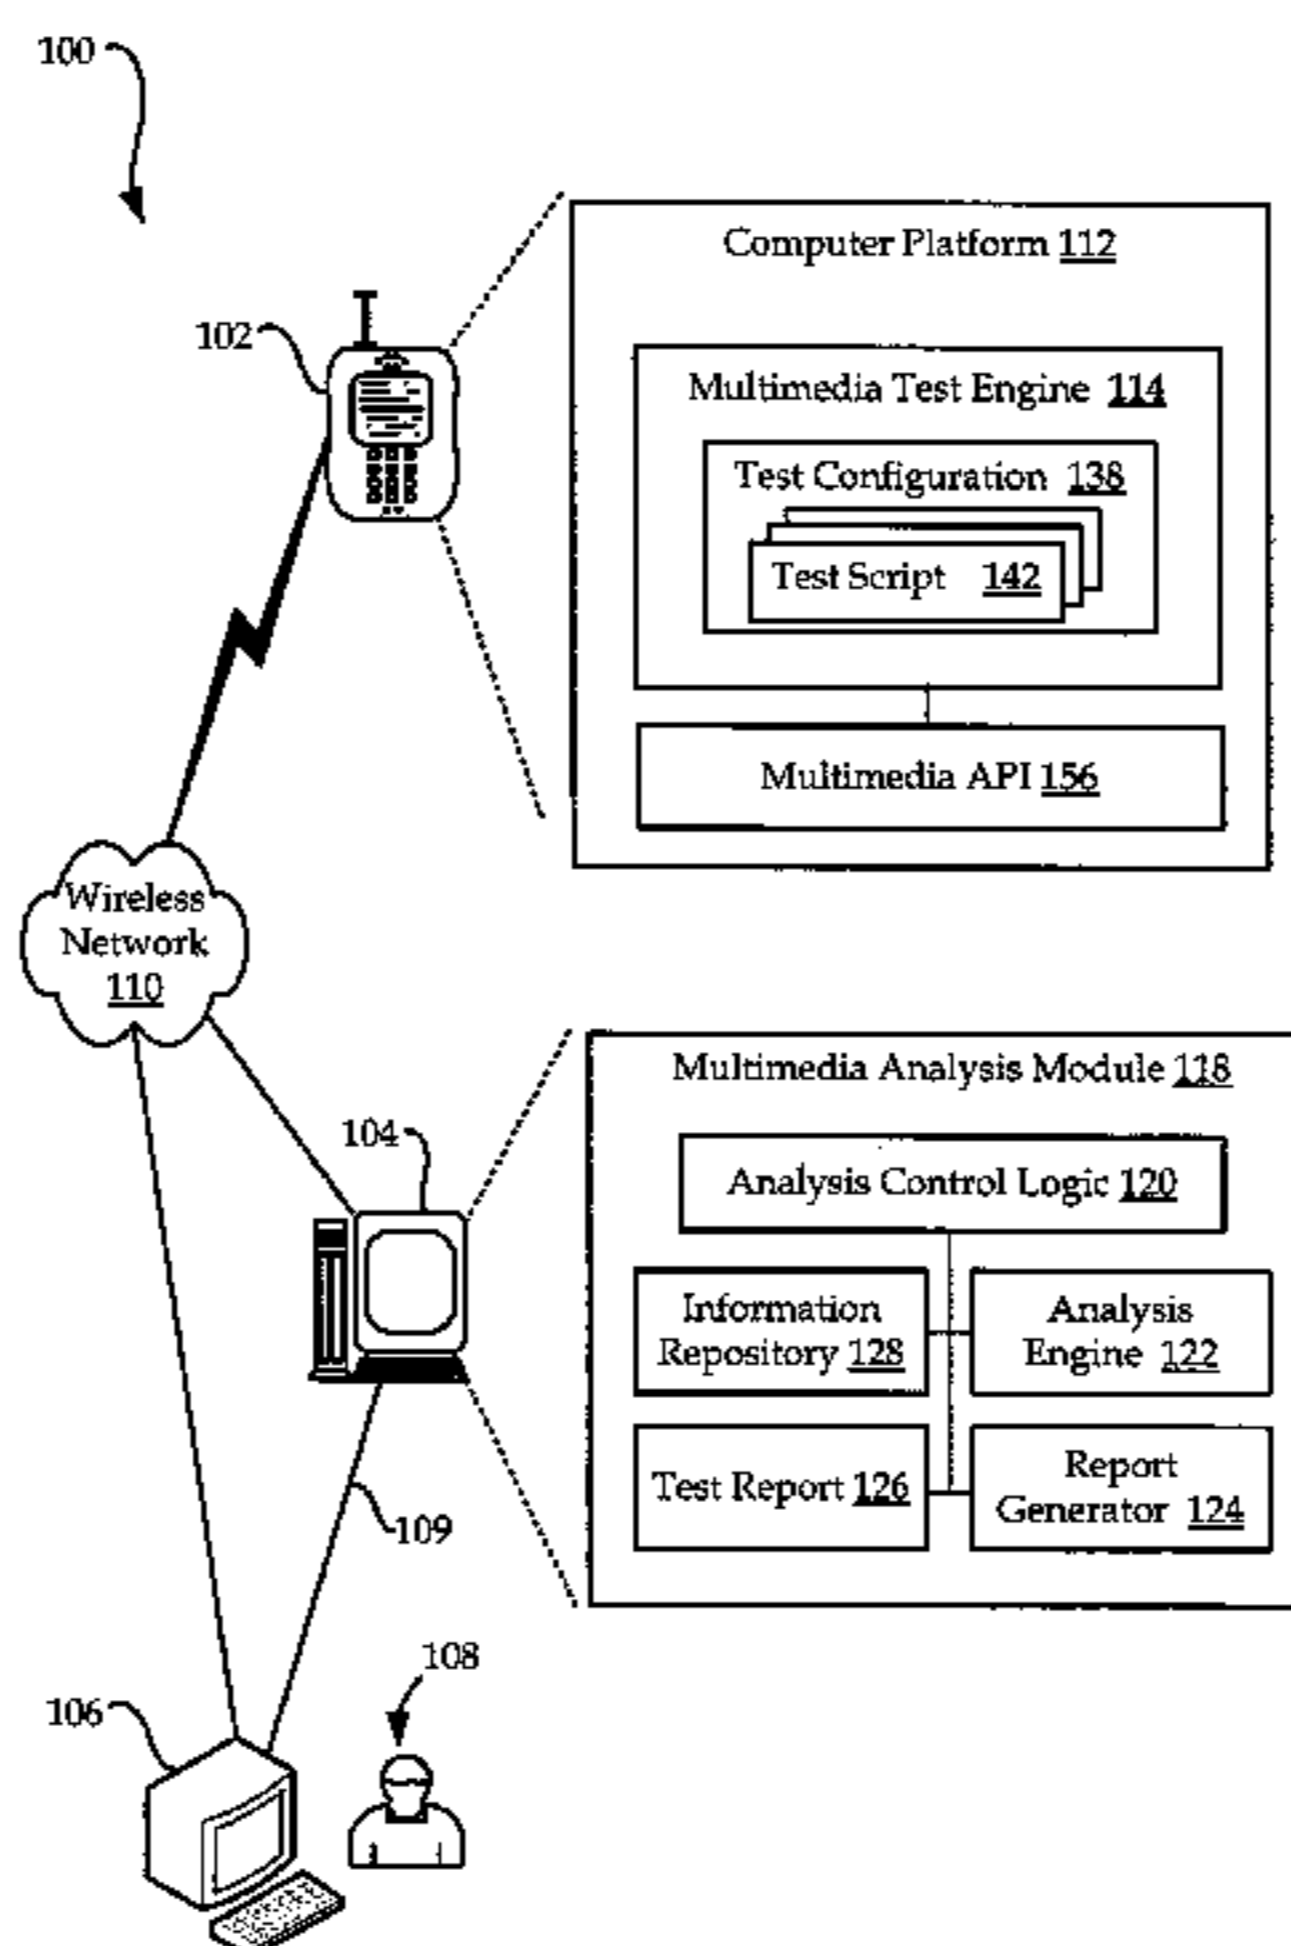 100
Computer Platform 112
102
Multimedia Test Engine 114
Test Configuration 138
Test Script 142
Multimedia API 156
Wireless
Network
110
Multimedia Analysis Module 118
104
Analysis Control Logic 120
Information
Repository 128
Analysis
Engine 122
Test Report 126
Report
Generator 124
109
108
106